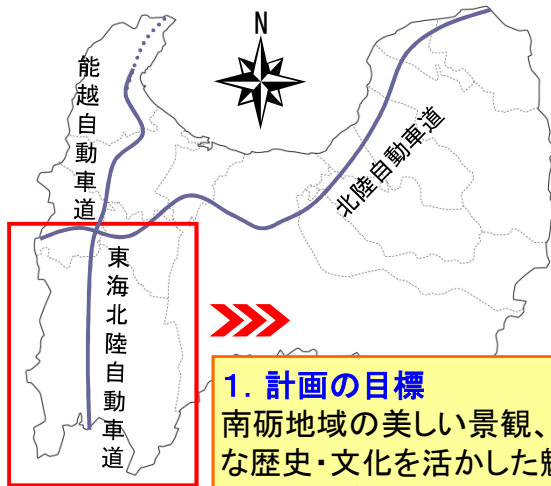 N
能越自動車道
北陸自動車道
東海北陸自動車道
1. 計画の目標
南砺地域の美しい景観、
な歴史・文化を活かした魅